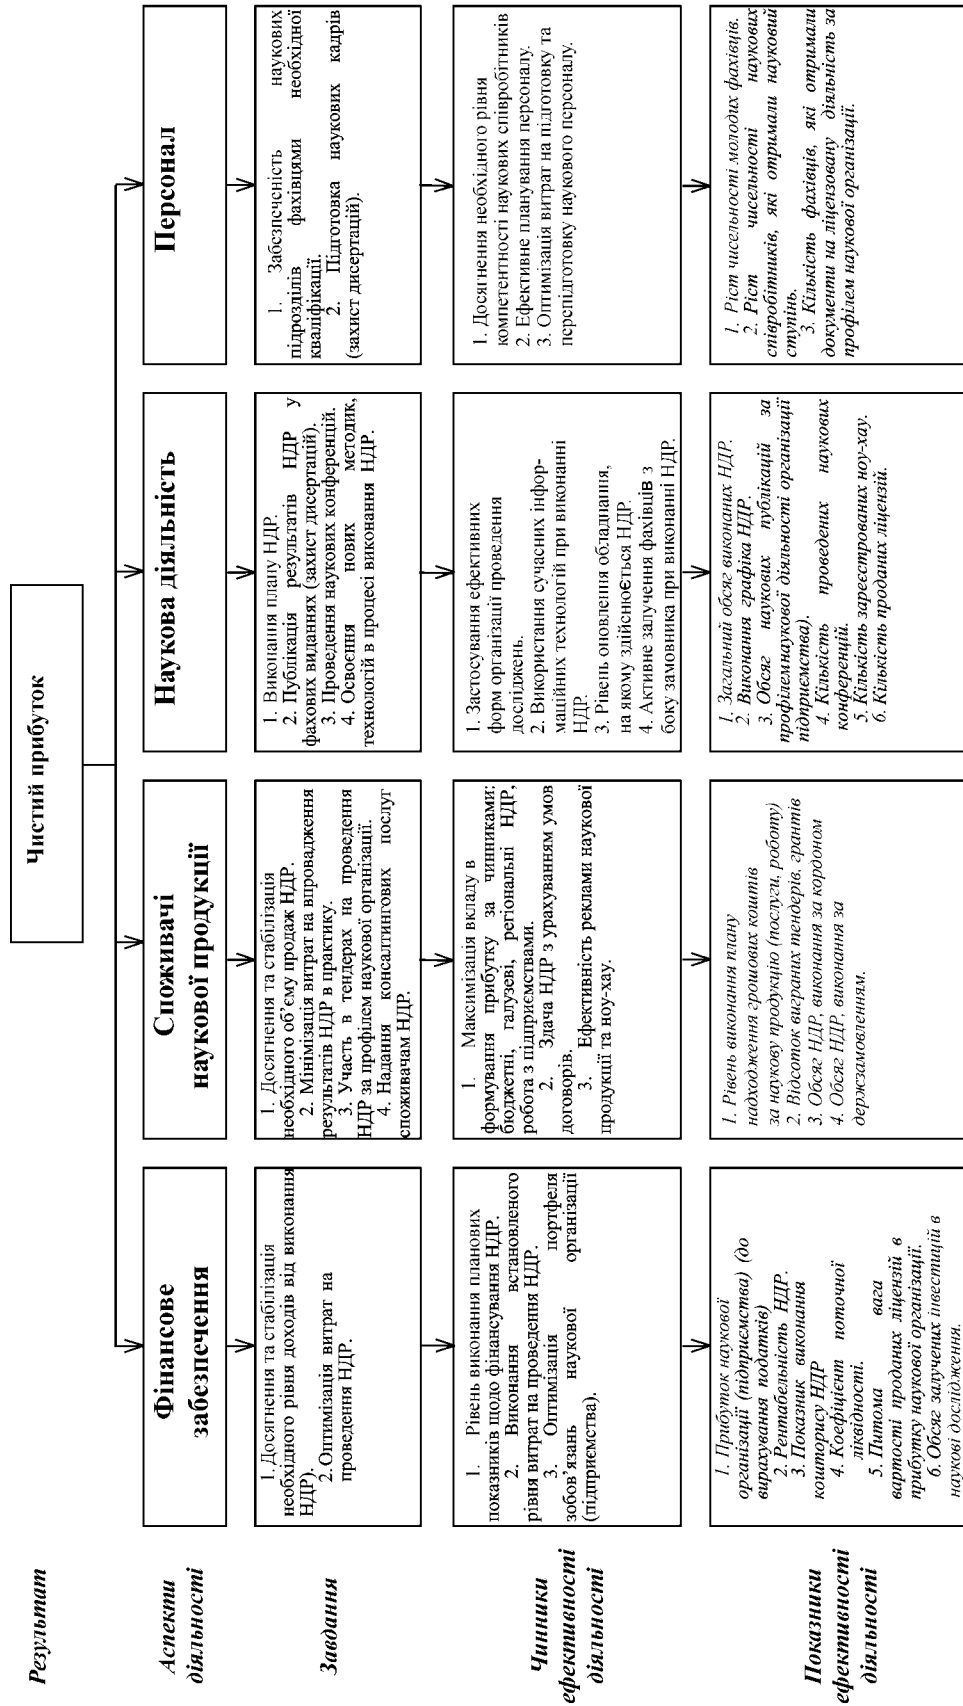 Результат
Чистий прибуток
Аспекти
діяльності
Фінансове
забезпечення
Споживачі
наукової продукції
Наукова діяльність
Персонал
Завдання
1. Досягнення та стабілізація
необхідного рівня доходів від виконання
НДР).
2. Оптимізація витрат на
проведення НДР.
1. Досягнення та стабілізація
необхідного об’єму продаж НДР.
2. Мінімізація витрат на впровадження
результатів НДР в практику.
3. Участь в тендерах на проведення
НДР за профілем наукової організації.
4. Надання консалтингових послуг
споживачам НДР.
1. Виконання плану НДР.
2. Публікація результатів НДР у
фахових виданнях (захист дисертацій).
3. Проведення наукових конференцій.
4. Освоєння нових методик,
технологій в процесі виконання НДР.
1. Забезпеченість наукових
підрозділів фахівцями необхідної
кваліфікації.
2. Підготовка наукових кадрів
(захист дисертацій).
Чинники
ефективності
діяльності
1. Рівень виконання планових
показників щодо фінансування НДР.
2. Виконання встановленого
рівня витрат на проведення НДР.
3. Оптимізація портфеля
зобов’язань наукової організації
(підприємства).
1. Максимізація вкладу в
формування прибутку за чинниками:
бюджетні, галузеві, регіональні НДР,
робота з підприємствами.
2. Здача НДР з урахуванням умов
договорів.
3. Ефективність реклами наукової
продукції та ноу-хау.
1. Застосування ефективних
форм організації проведення
досліджень.
2. Використання сучасних інфор-
маційних технологій при виконанні
НДР.
3. Рівень оновлення обладнання,
на якому здійснюється НДР.
4. Активне залучення фахівців з
боку замовника при виконанні НДР.
1. Досягнення необхідного рівня
компетентності наукових співробітників
2. Ефективне планування персоналу.
3. Оптимізація витрат на підготовку та
перепідготовку наукового персоналу.
Показники
ефективності
діяльності
1. Прибуток наукової
організації (підприємства) (до
вирахування податків)
2. Рентабельність НДР.
3. Показник виконання
кошторису НДР
4. Коефіцієнт поточної
ліквідності.
5. Питома вага
вартості проданих ліцензій в
прибутку наукової організації.
6. Обсяг залучених інвестицій в
наукові дослідження.
1. Рівень виконання плану
надходження грошових коштів
за наукову продукцію (послуги, роботу)
2. Відсоток виграних тендерів, грантів
3. Обсяг НДР, виконання за кордоном
4. Обсяг НДР, виконання за
держзамовленням.
1. Загальний обсяг виконаних НДР.
2. Виконання графіка НДР.
3. Обсяг наукових публікацій за
профілемнаукової діяльності організації
підприємства).
4. Кількість проведених наукових
конференцій.
5. Кількість зареєстрованих ноу-хау.
6. Кількість проданих ліцензій.
1. Ріст чисельності молодих фахівців.
2. Ріст чисельності наукових
співробітників, які отримали науковий
ступінь.
3. Кількість фахівців, які отримали
документи на ліцензовану діяльність за
профілем наукової організації.